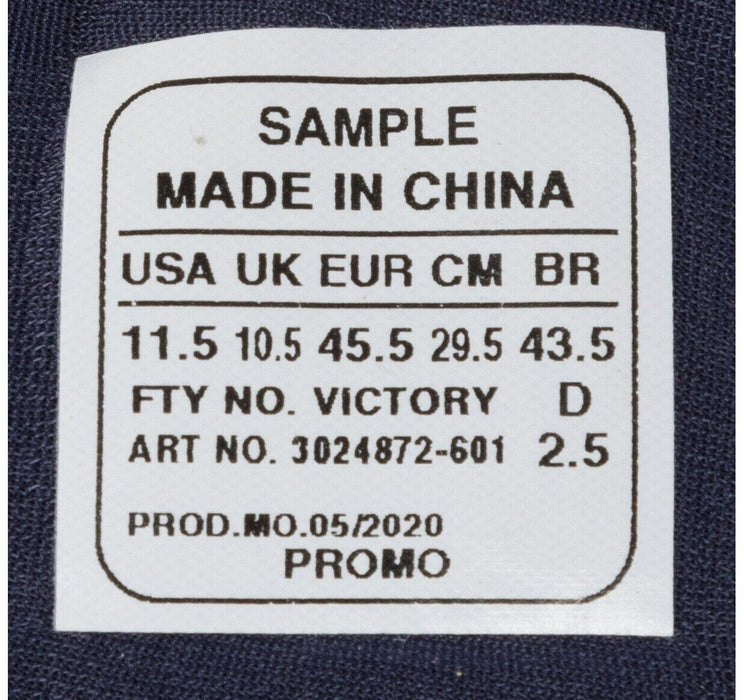 SAMPLE
MADE IN CHINA
USA UK EUR CM BR
11.5 10.5 45.5 29.5 43.5
FTY NO. VICTORY D
ART NO. 3024872-601 2.5
PROD.MO.05/2020
PROMO